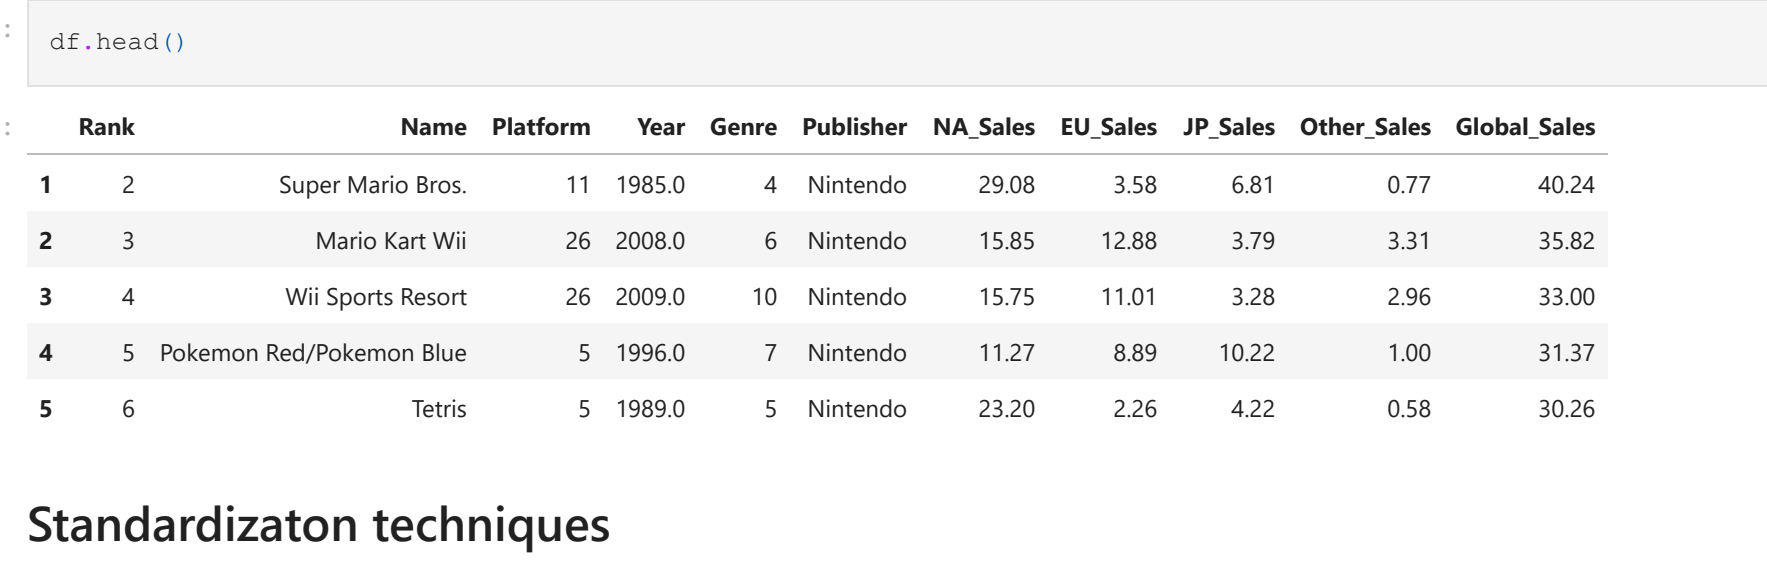 :
df.head()
:
Rank Name Platform Year Genre Publisher NA_Sales EU_Sales JP_Sales Other_Sales Global_Sales
1 2 Super Mario Bros. 11 1985.0 4 Nintendo 29.08 3.58 6.81 0.77 40.24
2 3 Mario Kart Wii 26 2008.0 6 Nintendo 15.85 12.88 3.79 3.31 35.82
3 4 Wii Sports Resort 26 2009.0 10 Nintendo 15.75 11.01 3.28 2.96 33.00
4 5 Pokemon Red/Pokemon Blue 5 1996.0 7 Nintendo 11.27 8.89 10.22 1.00 31.37
5 6 Tetris 5 1989.0 5 Nintendo 23.20 2.26 4.22 0.58 30.26
Standardizaton techniques